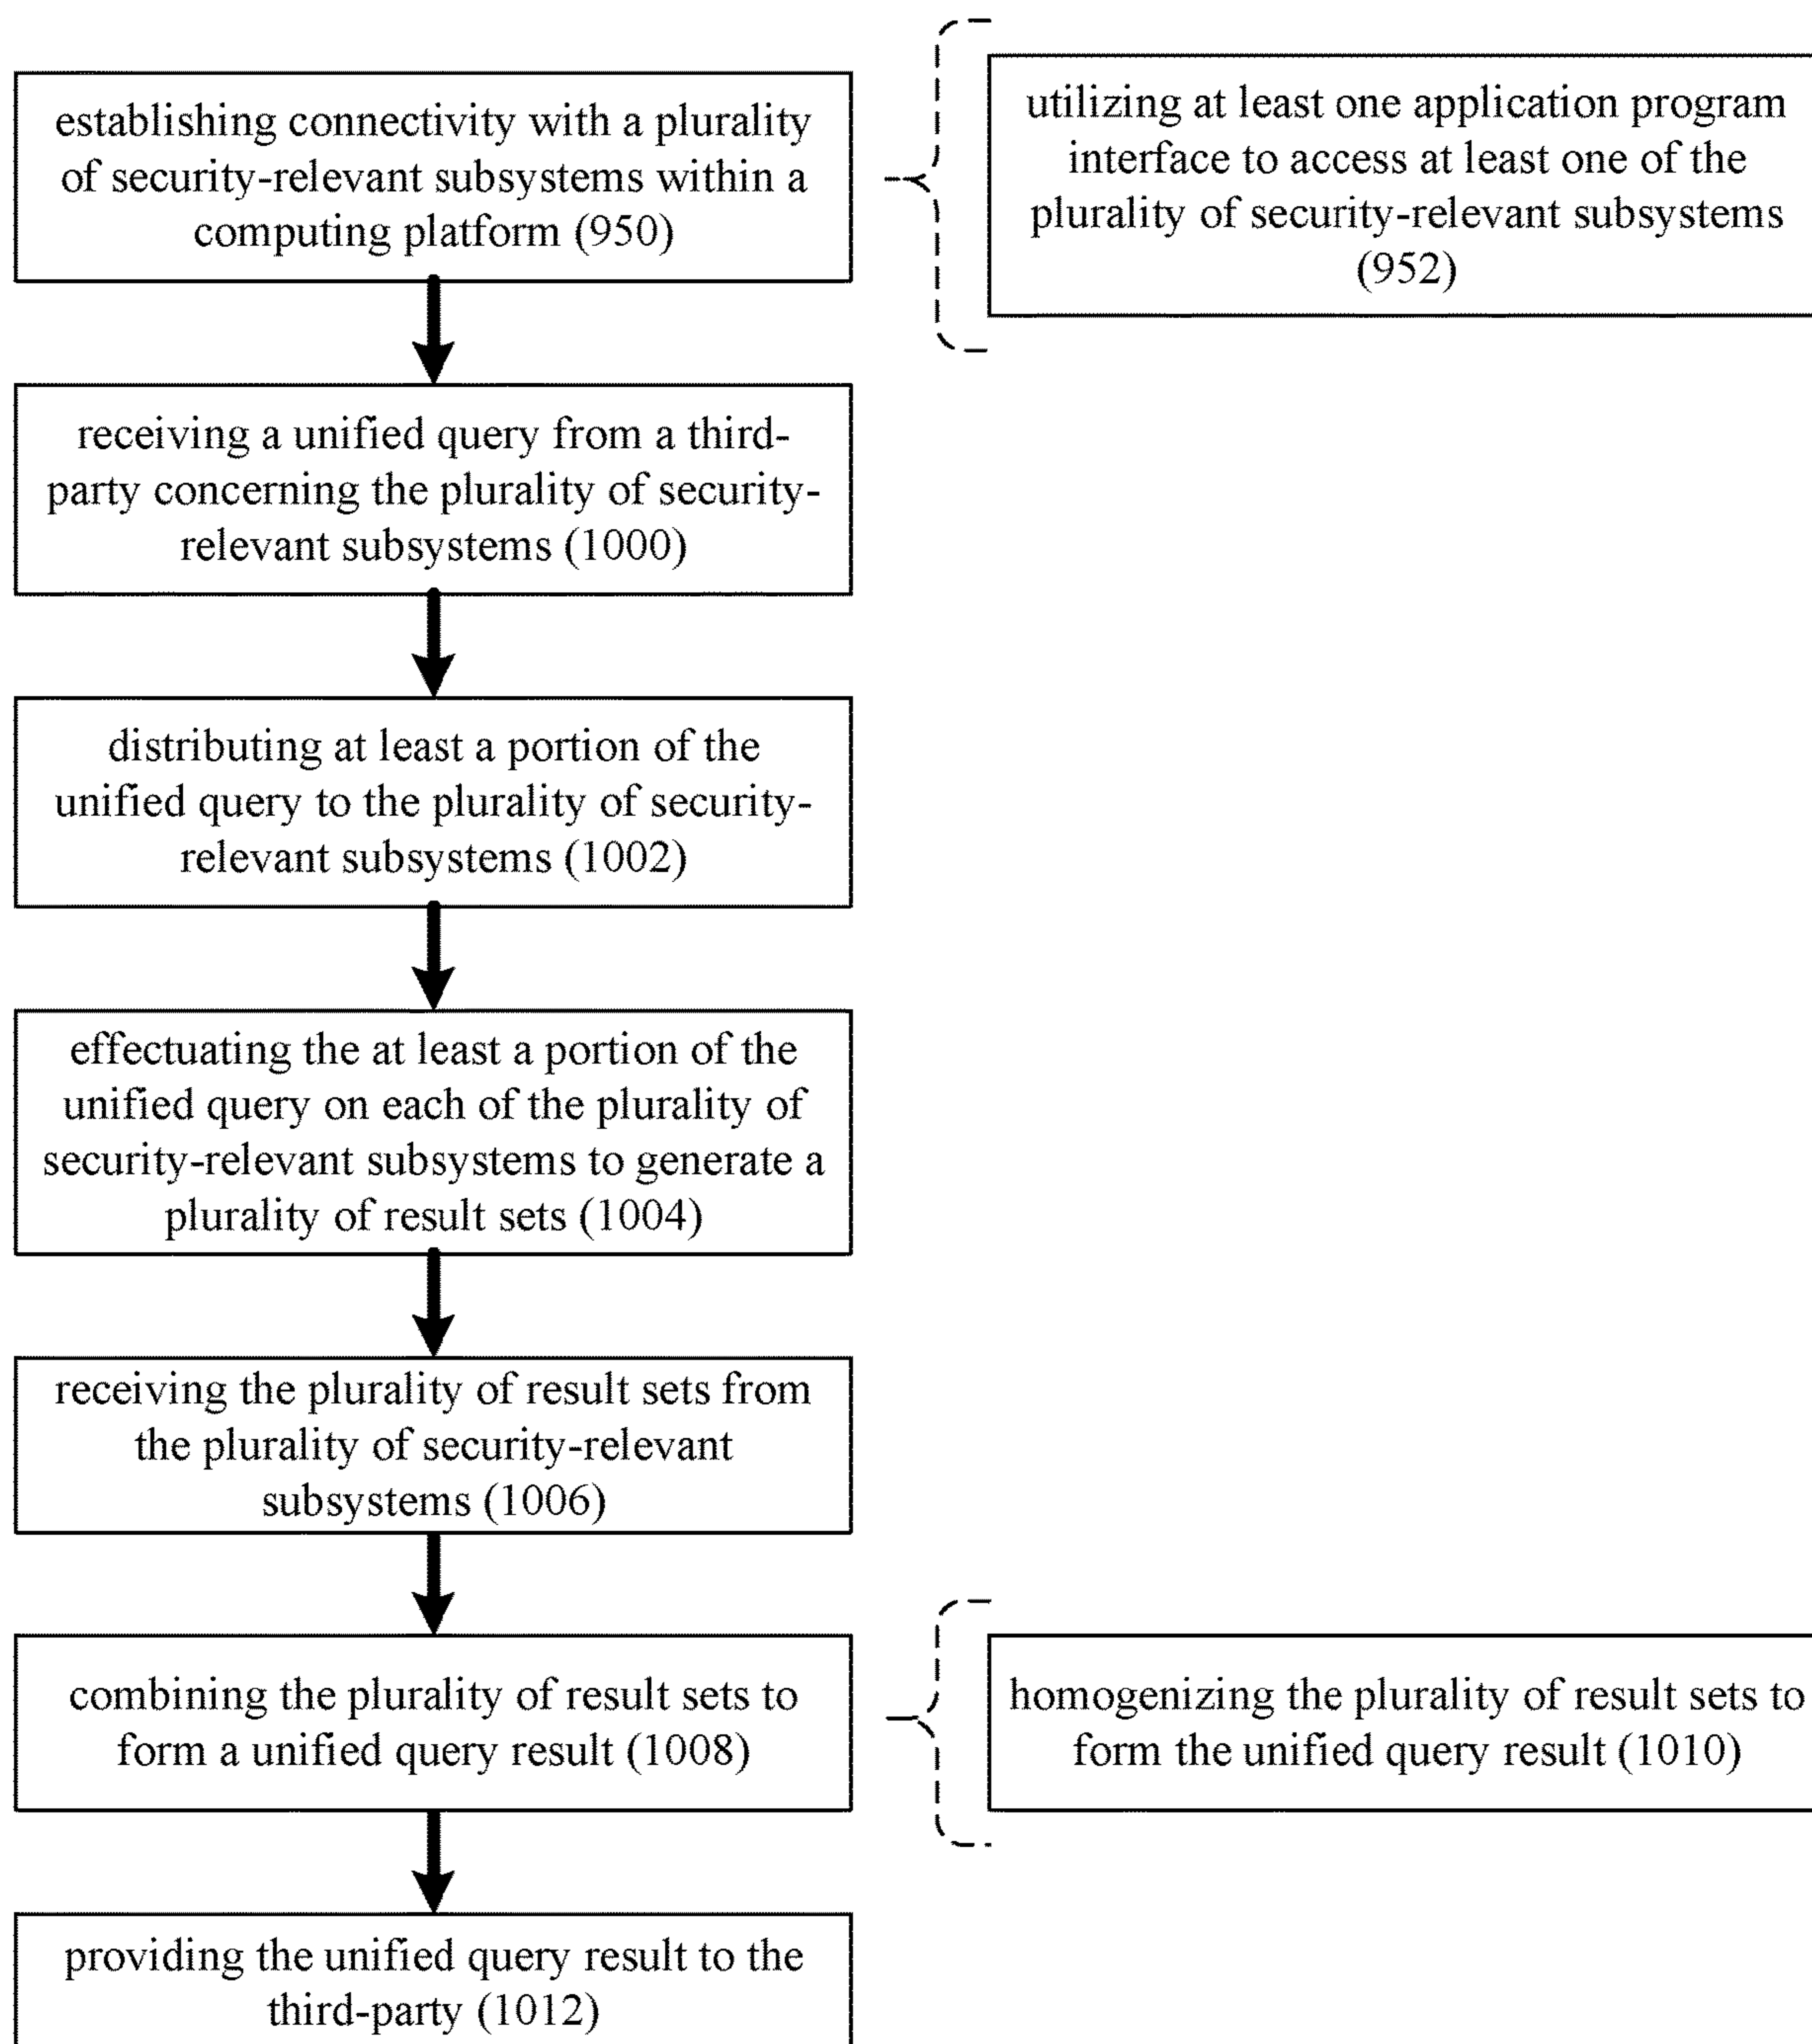 establishing connectivity with a plurality
of security-relevant subsystems within a
computing platform (950)
utilizing at least one application program
interface to access at least one of the
plurality of security-relevant subsystems
(952)
receiving a unified query from a third-
party concerning the plurality of security-
relevant subsystems (1000)
distributing at least a portion of the
unified query to the plurality of security-
relevant subsystems (1002)
effectuating the at least a portion of the
unified query on each of the plurality of
security-relevant subsystems to generate a
plurality of result sets (1004)
receiving the plurality of result sets from
the plurality of security-relevant
subsystems (1006)
combining the plurality of result sets to
form a unified query result (1008)
homogenizing the plurality of result sets to
form the unified query result (1010)
providing the unified query result to the
third-party (1012)